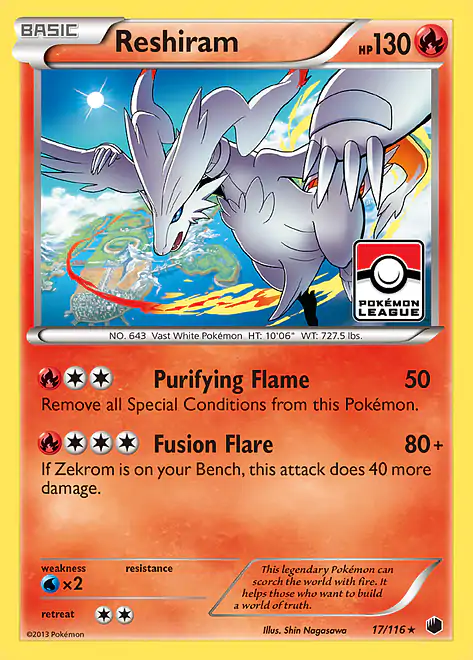 BASIC
Reshiram
HP130
POKÉMON
LEAGUE
NO. 643 Vast White Pokémon HT: 10'06" WT: 727.5 lbs.
Purifying Flame 50
Remove all Special Conditions from this Pokémon.
Fusion Flare 80+
If Zekrom is on your Bench, this attack does 40 more
damage.
weakness resistance
×2
retreat
This legendary Pokémon can
scorch the world with fire. It
helps those who want to build
a world of truth.
©2013 Pokémon
Illus. Shin Nagasawa
17/116★